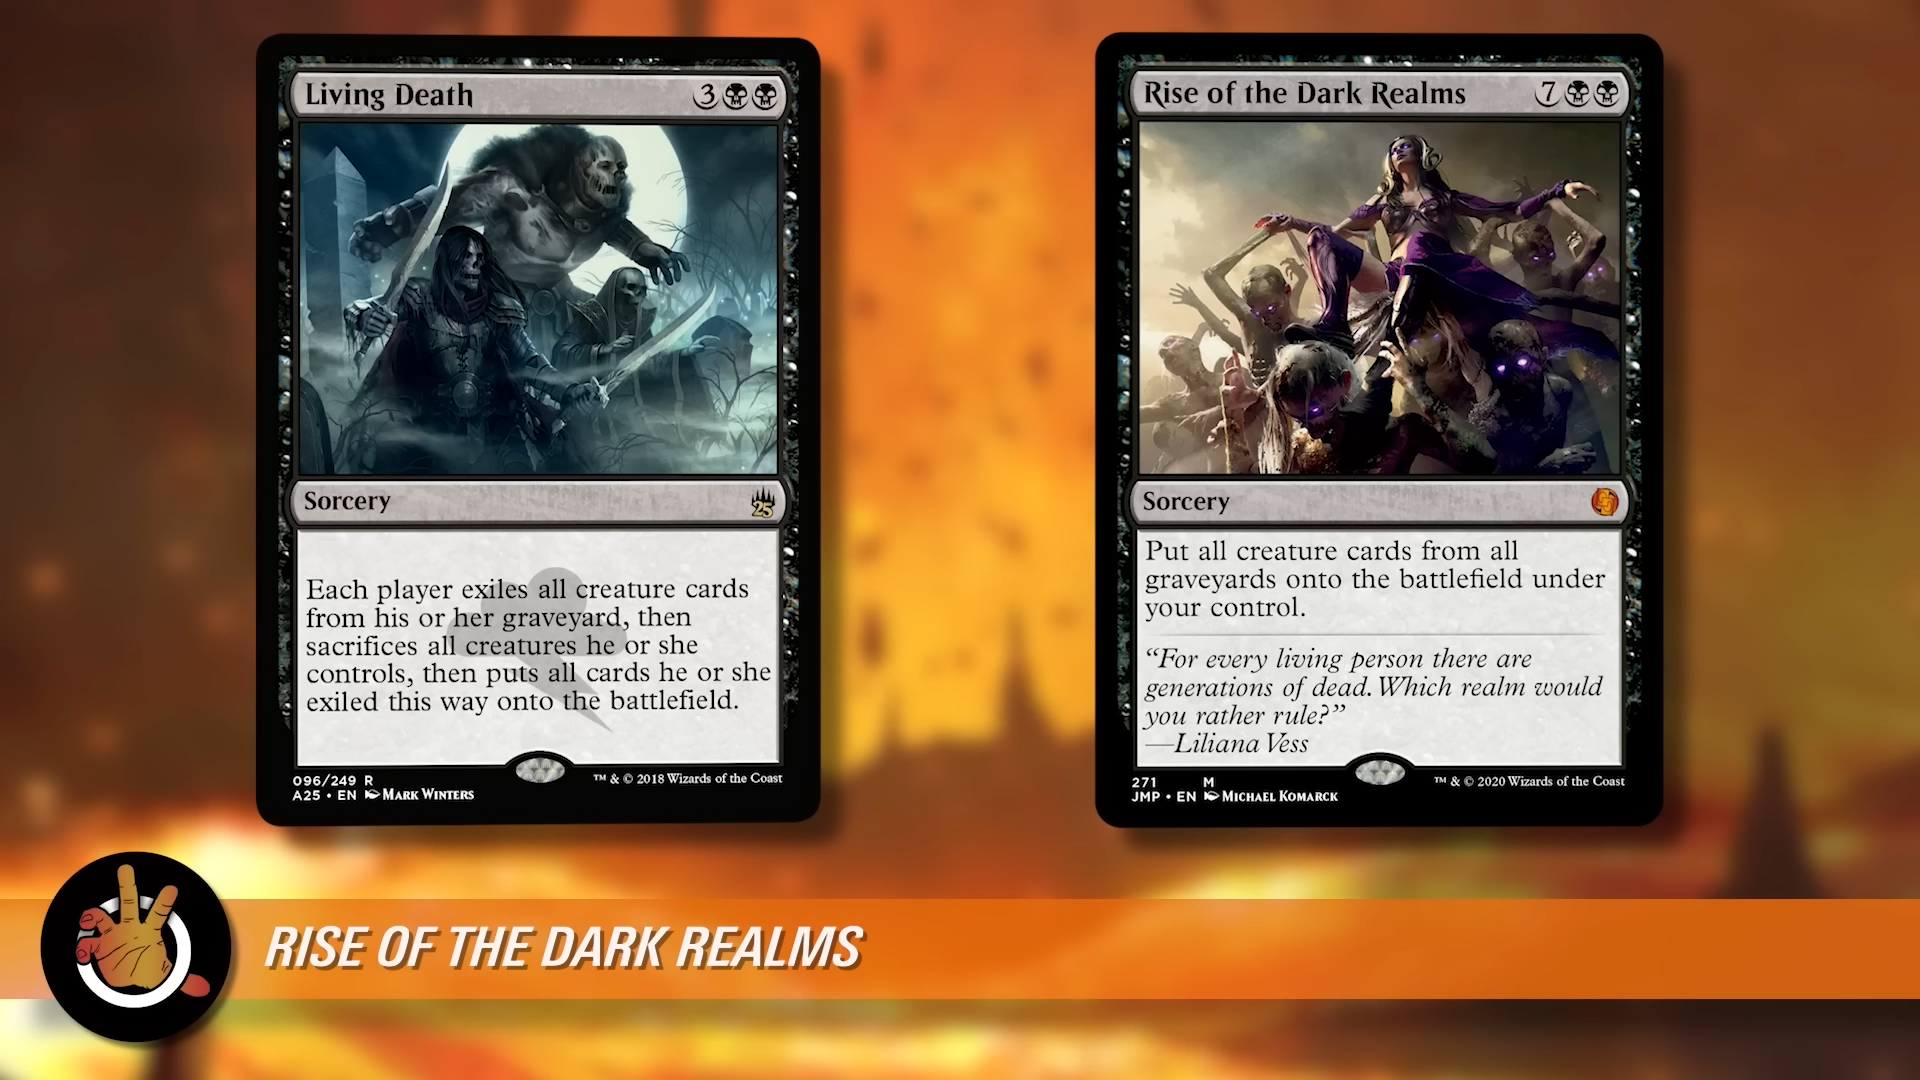 Living Death
3
Sorcery
25
Each player exiles all creature cards
from his or her graveyard, then
sacrifices all creatures he or she
controls, then puts all cards he or she
exiled this way onto the battlefield.
096/249 R
A25 • EN MARK WINTERS
™ & © 2018 Wizards of the Coast
Rise of the Dark Realms
7
Sorcery
Put all creature cards from all
graveyards onto the battlefield under
your control.
“For every living person there are
generations of dead. Which realm would
you rather rule?”
—Liliana Vess
271 M
JMP • EN MICHAEL KOMARCK
™ & © 2020 Wizards of the Coast
RISE OF THE DARK REALMS